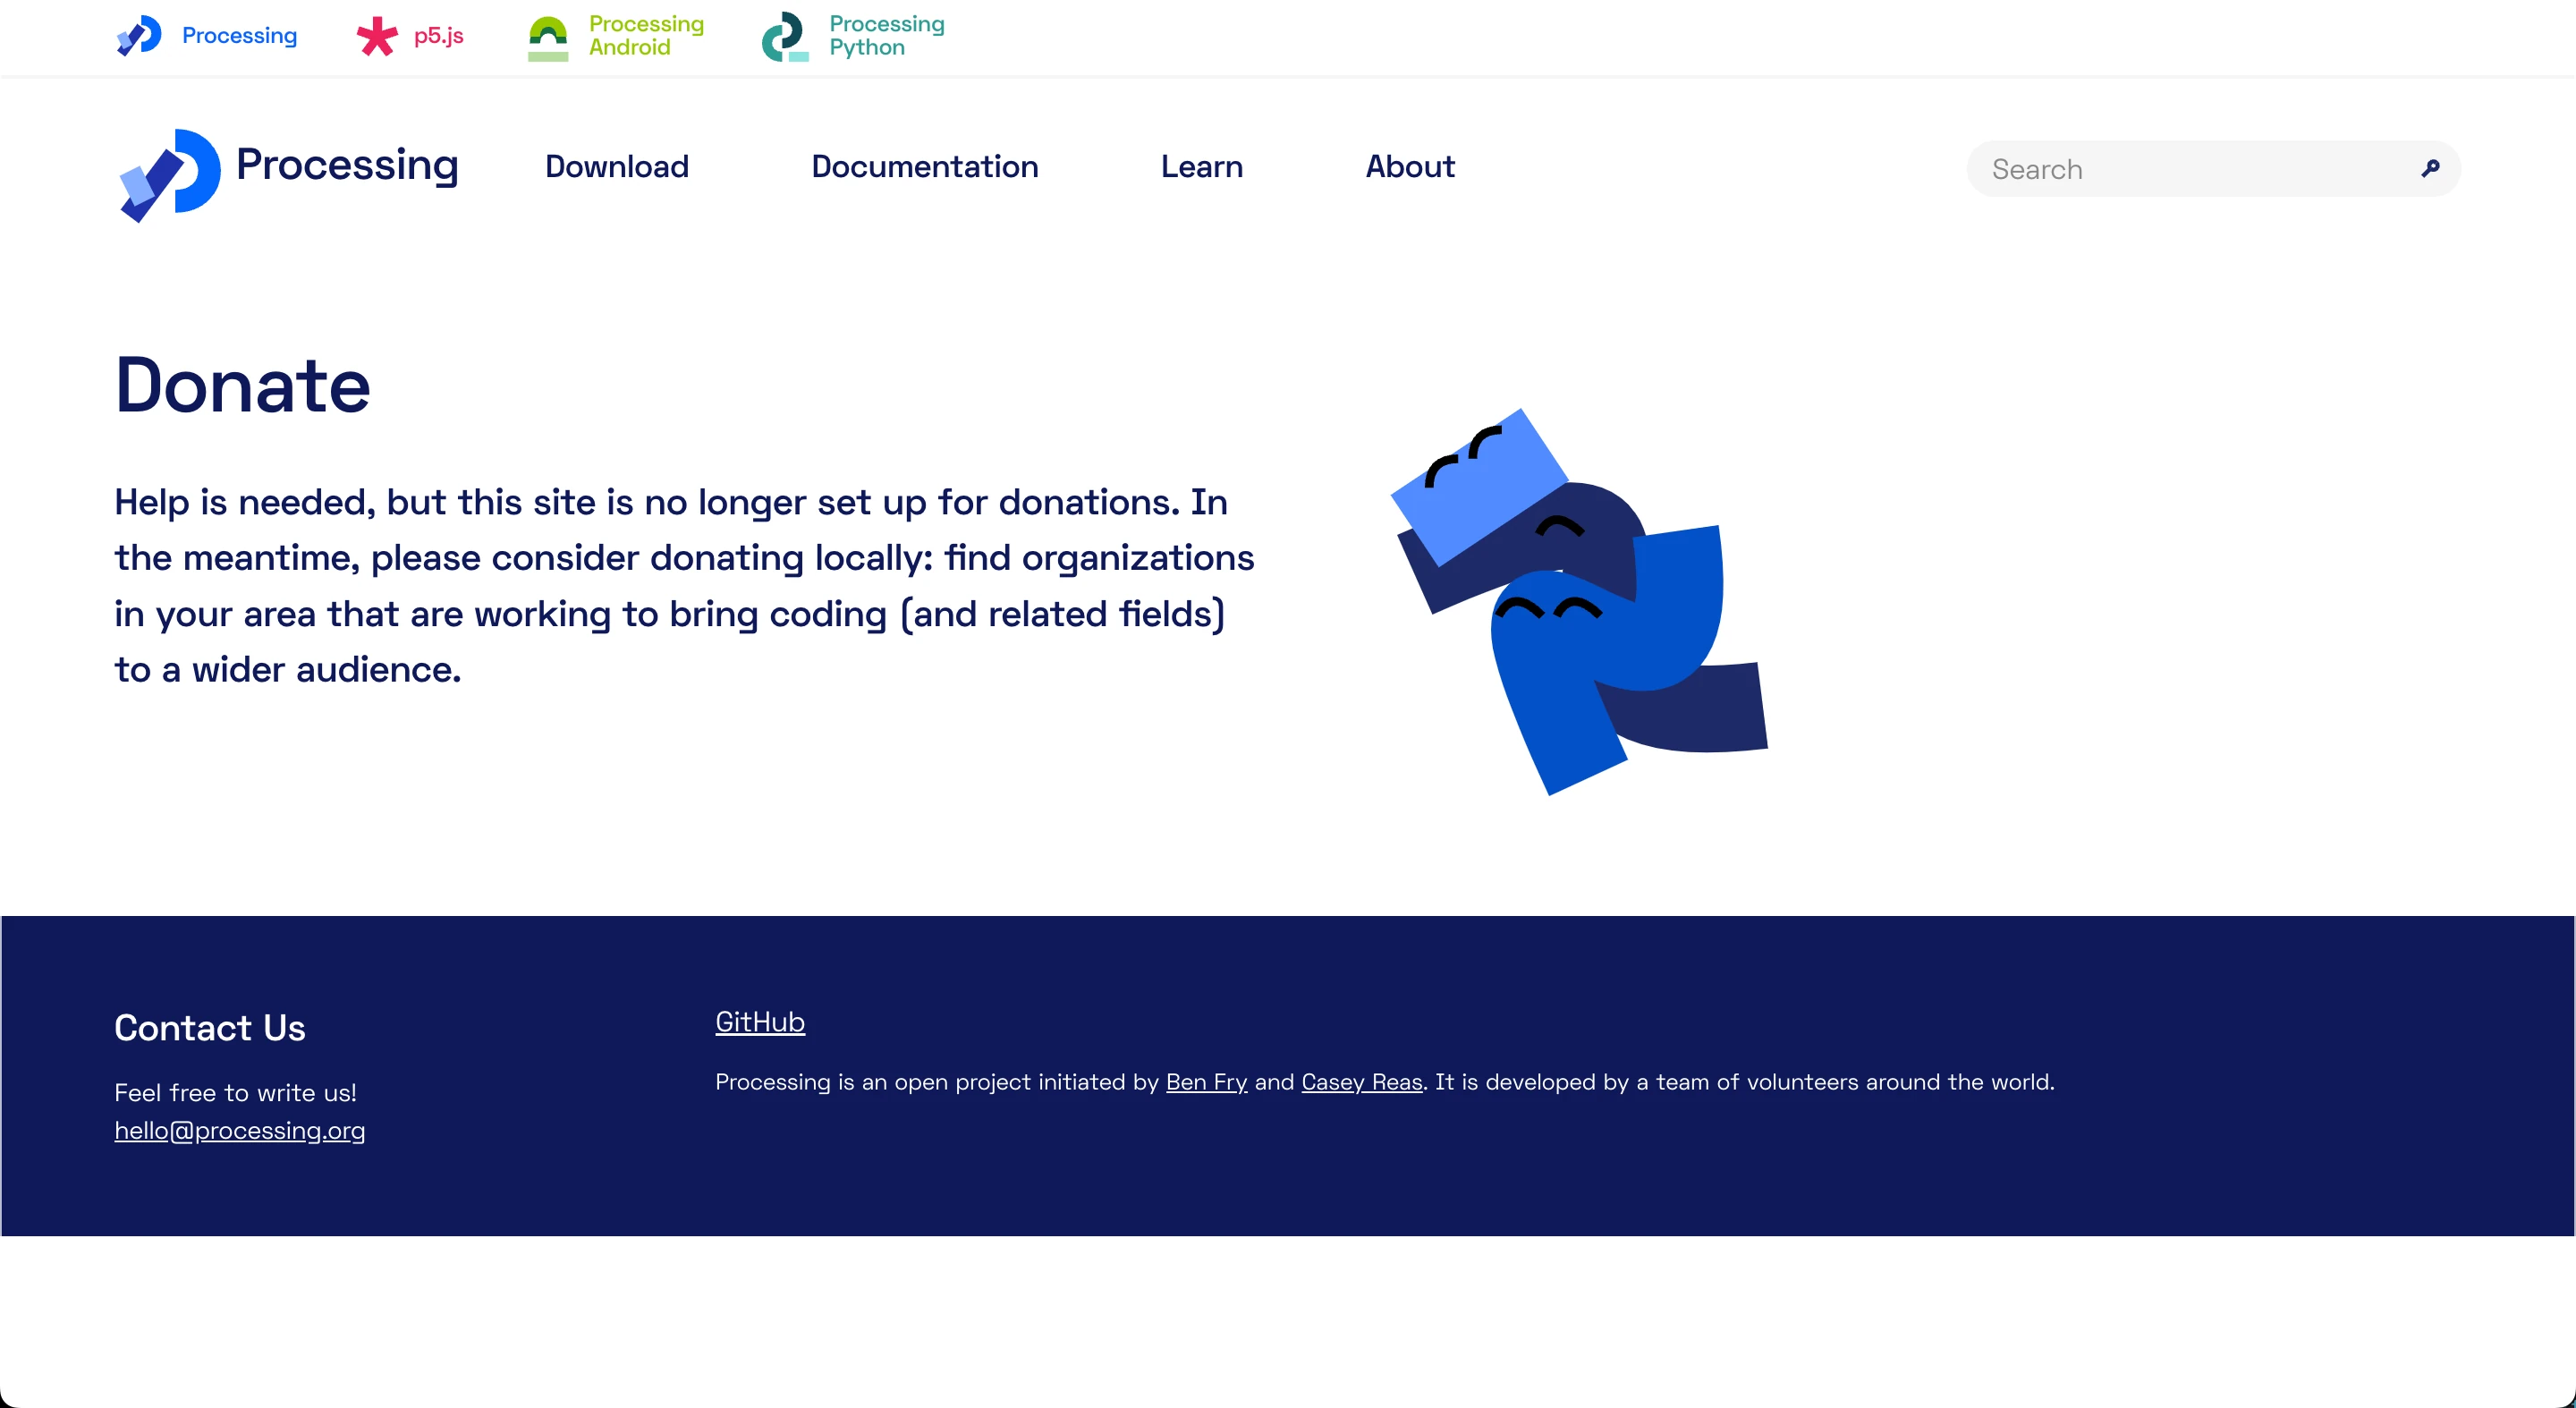 Processing
p5.js
Processing
Android
Processing
Python
Processing
Download
Documentation
Learn
About
Search
Donate
Help is needed, but this site is no longer set up for donations. In
the meantime, please consider donating locally: find organizations
in your area that are working to bring coding (and related fields)
to a wider audience.
Contact Us
Feel free to write us!
hello@processing.org
GitHub
Processing is an open project initiated by Ben Fry and Casey Reas. It is developed by a team of volunteers around the world.